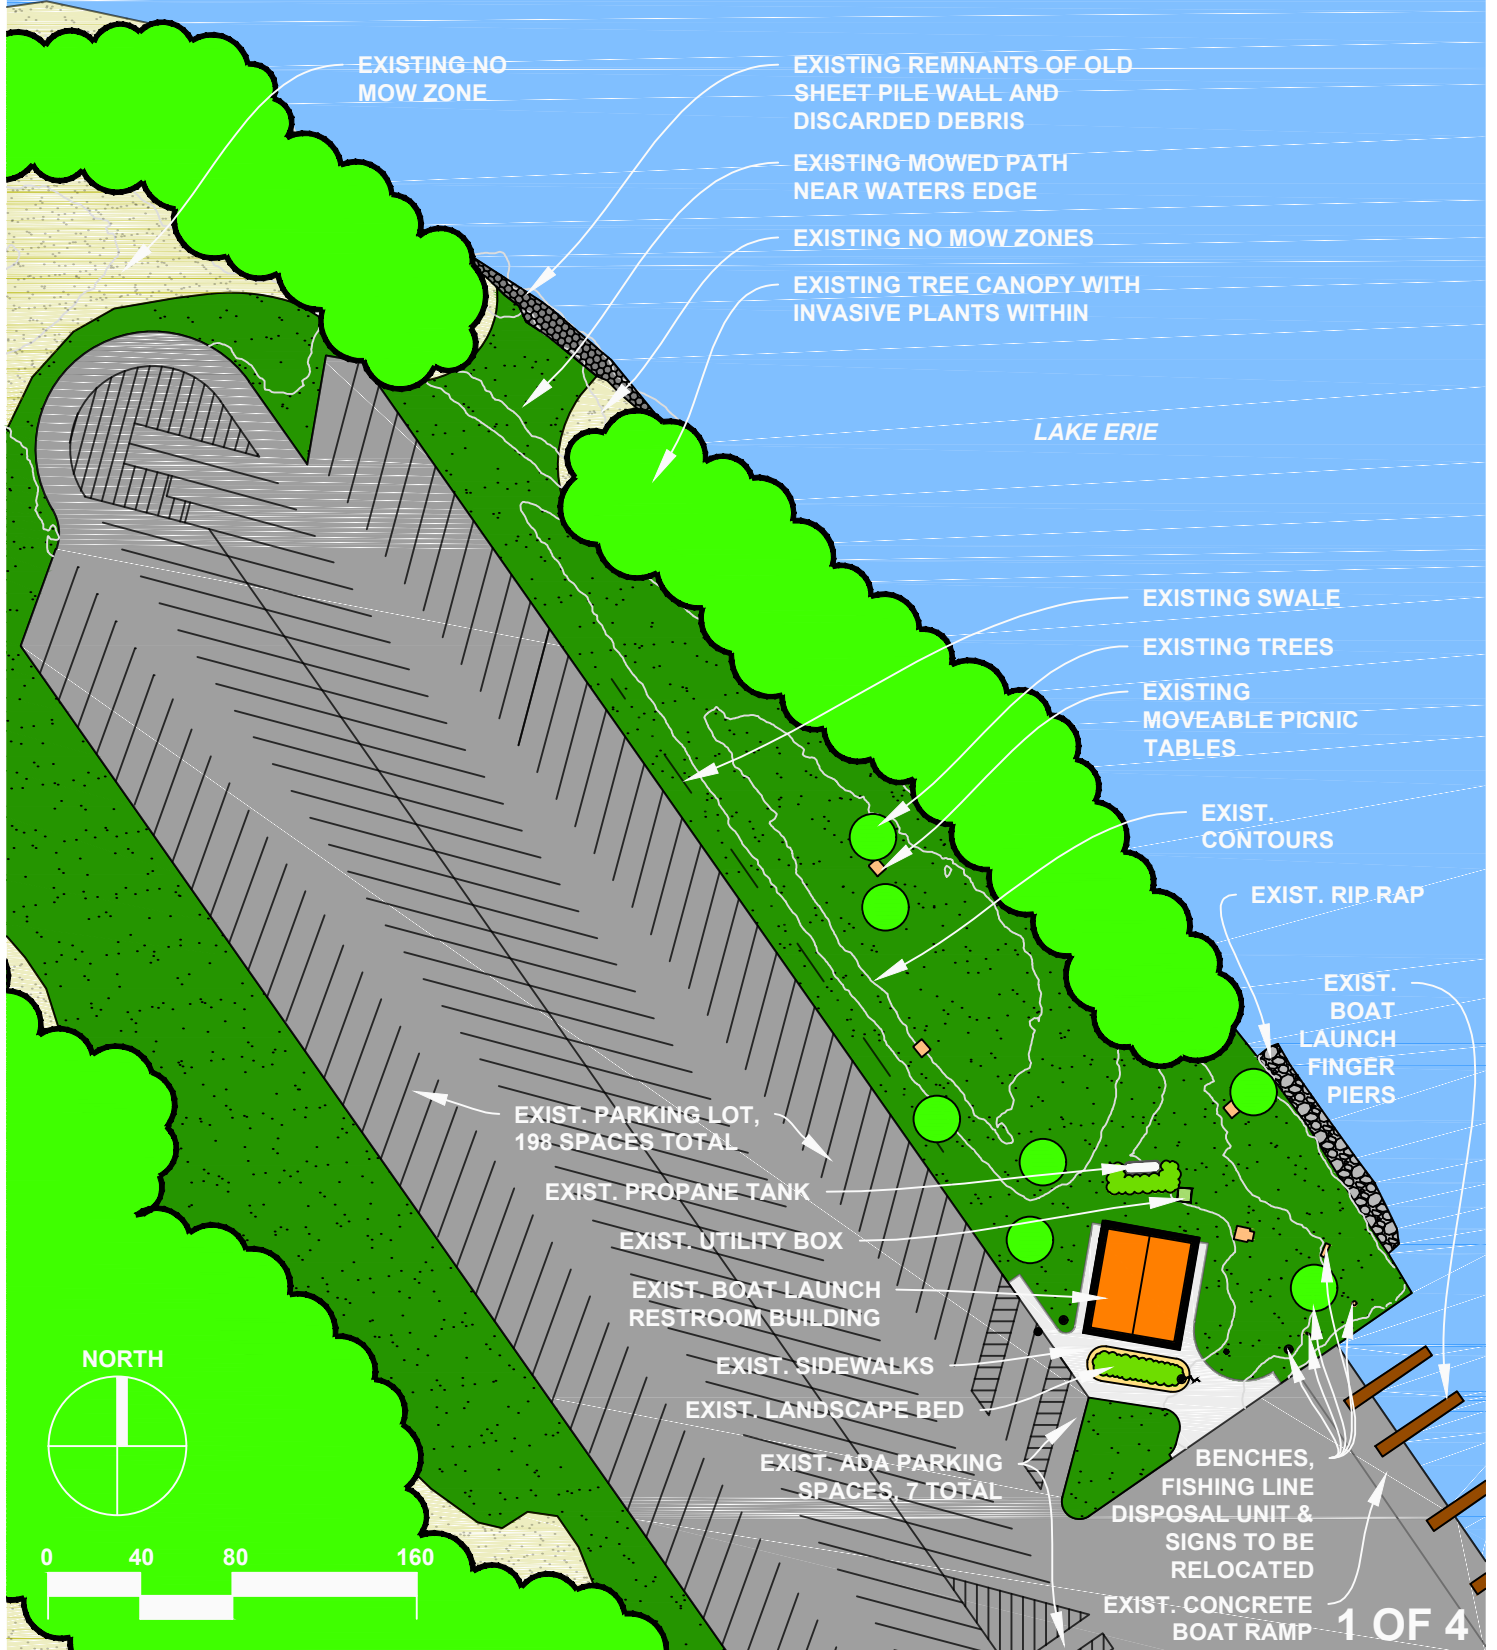 EXISTING NO
MOW ZONE
EXISTING REMNANTS OF OLD
SHEET PILE WALL AND
DISCARDED DEBRIS
EXISTING MOWED PATH
NEAR WATERS EDGE
EXISTING NO MOW ZONES
EXISTING TREE CANOPY WITH
INVASIVE PLANTS WITHIN
LAKE ERIE
EXISTING SWALE
EXISTING TREES
EXISTING
MOVEABLE PICNIC
TABLES
EXIST.
CONTOURS
EXIST. RIP RAP
EXIST.
BOAT
LAUNCH
FINGER
PIERS
EXIST. PARKING LOT,
198 SPACES TOTAL
EXIST. PROPANE TANK
EXIST. UTILITY BOX
EXIST. BOAT LAUNCH
RESTROOM BUILDING
EXIST. SIDEWALKS
EXIST. LANDSCAPE BED
EXIST. ADA PARKING
SPACES, 7 TOTAL
BENCHES,
FISHING LINE
DISPOSAL UNIT &
SIGNS TO BE
RELOCATED
EXIST. CONCRETE
BOAT RAMP
NORTH
0 40 80 160
1 OF 4